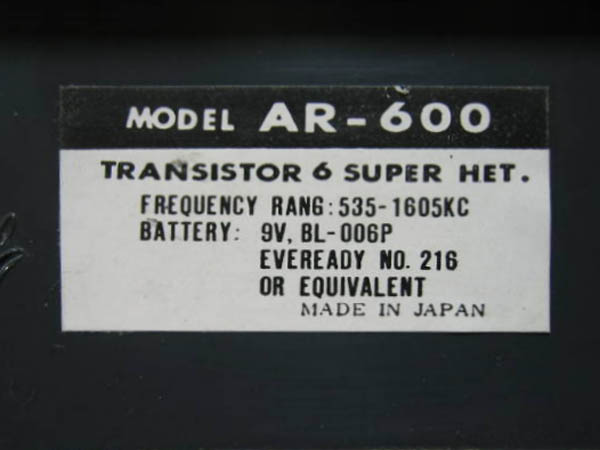 MODEL AR-600
TRANSISTOR 6 SUPER HET.
FREQUENCY RANG: 535-1605KC
BATTERY: 9V, BL-006P
EVEREADY NO. 216
OR EQUIVALENT
MADE IN JAPAN